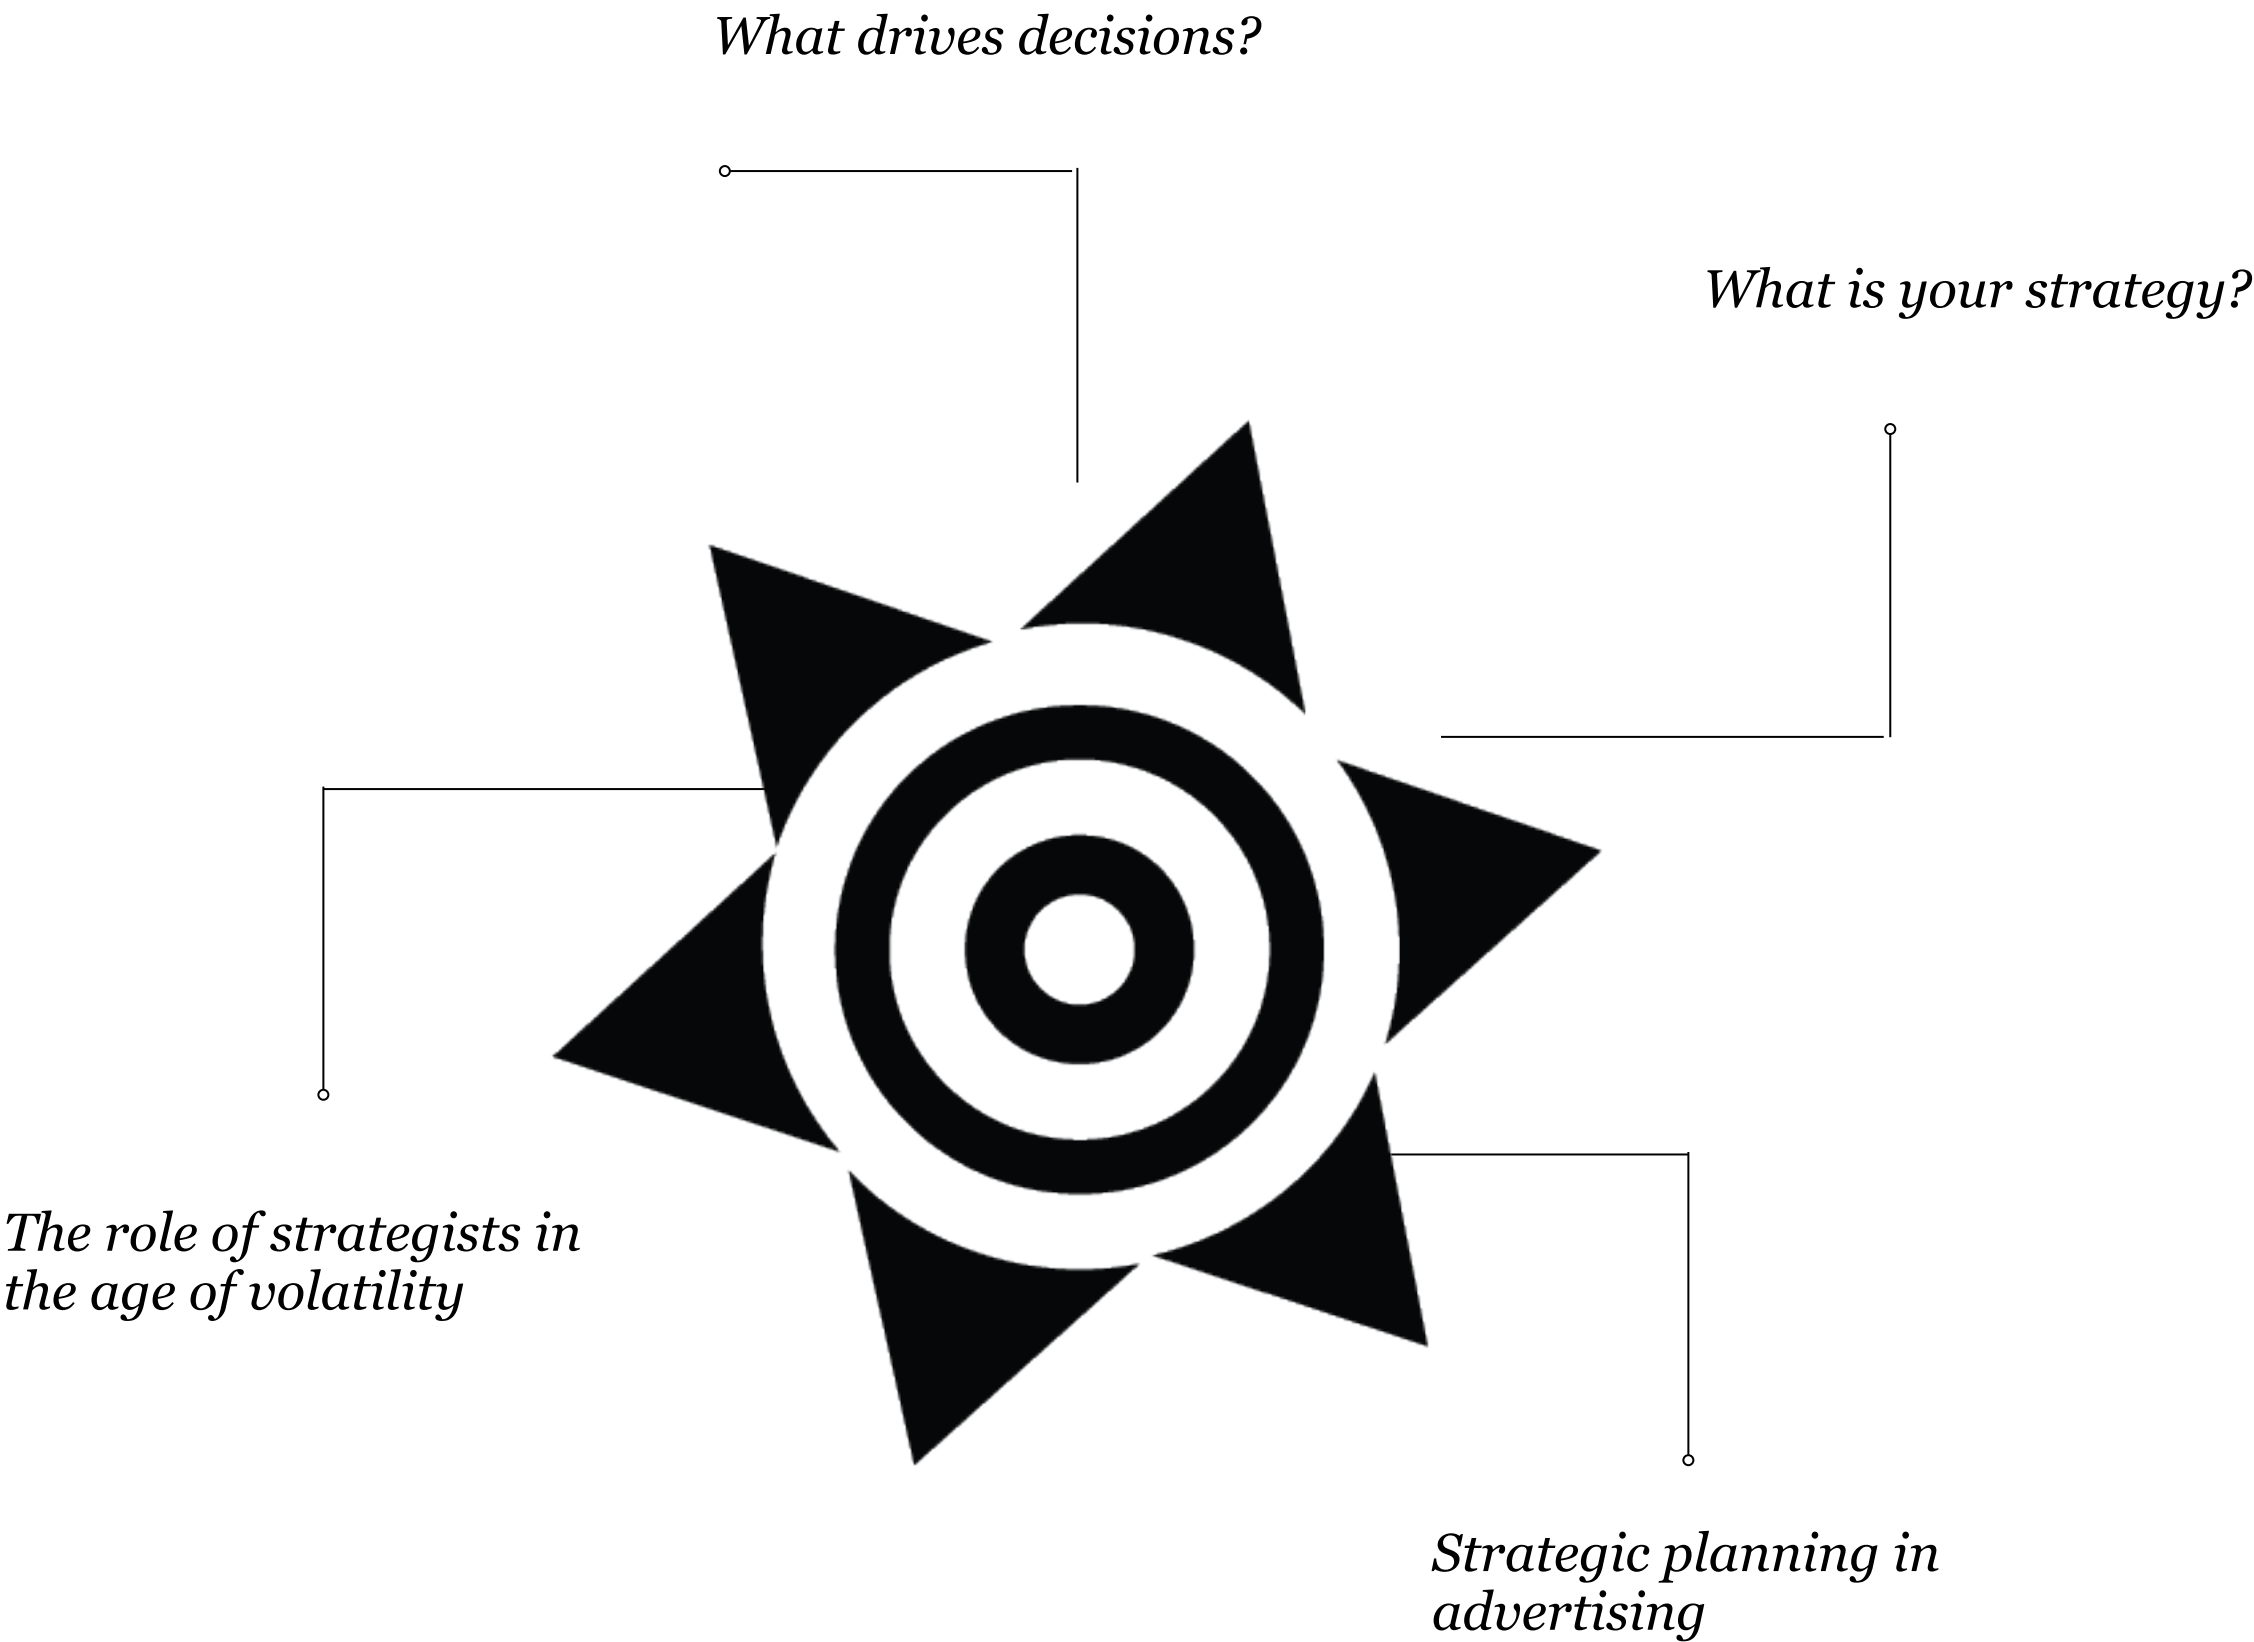 What drives decisions?
What is your strategy?
The role of strategists in
the age of volatility
Strategic planning in
advertising